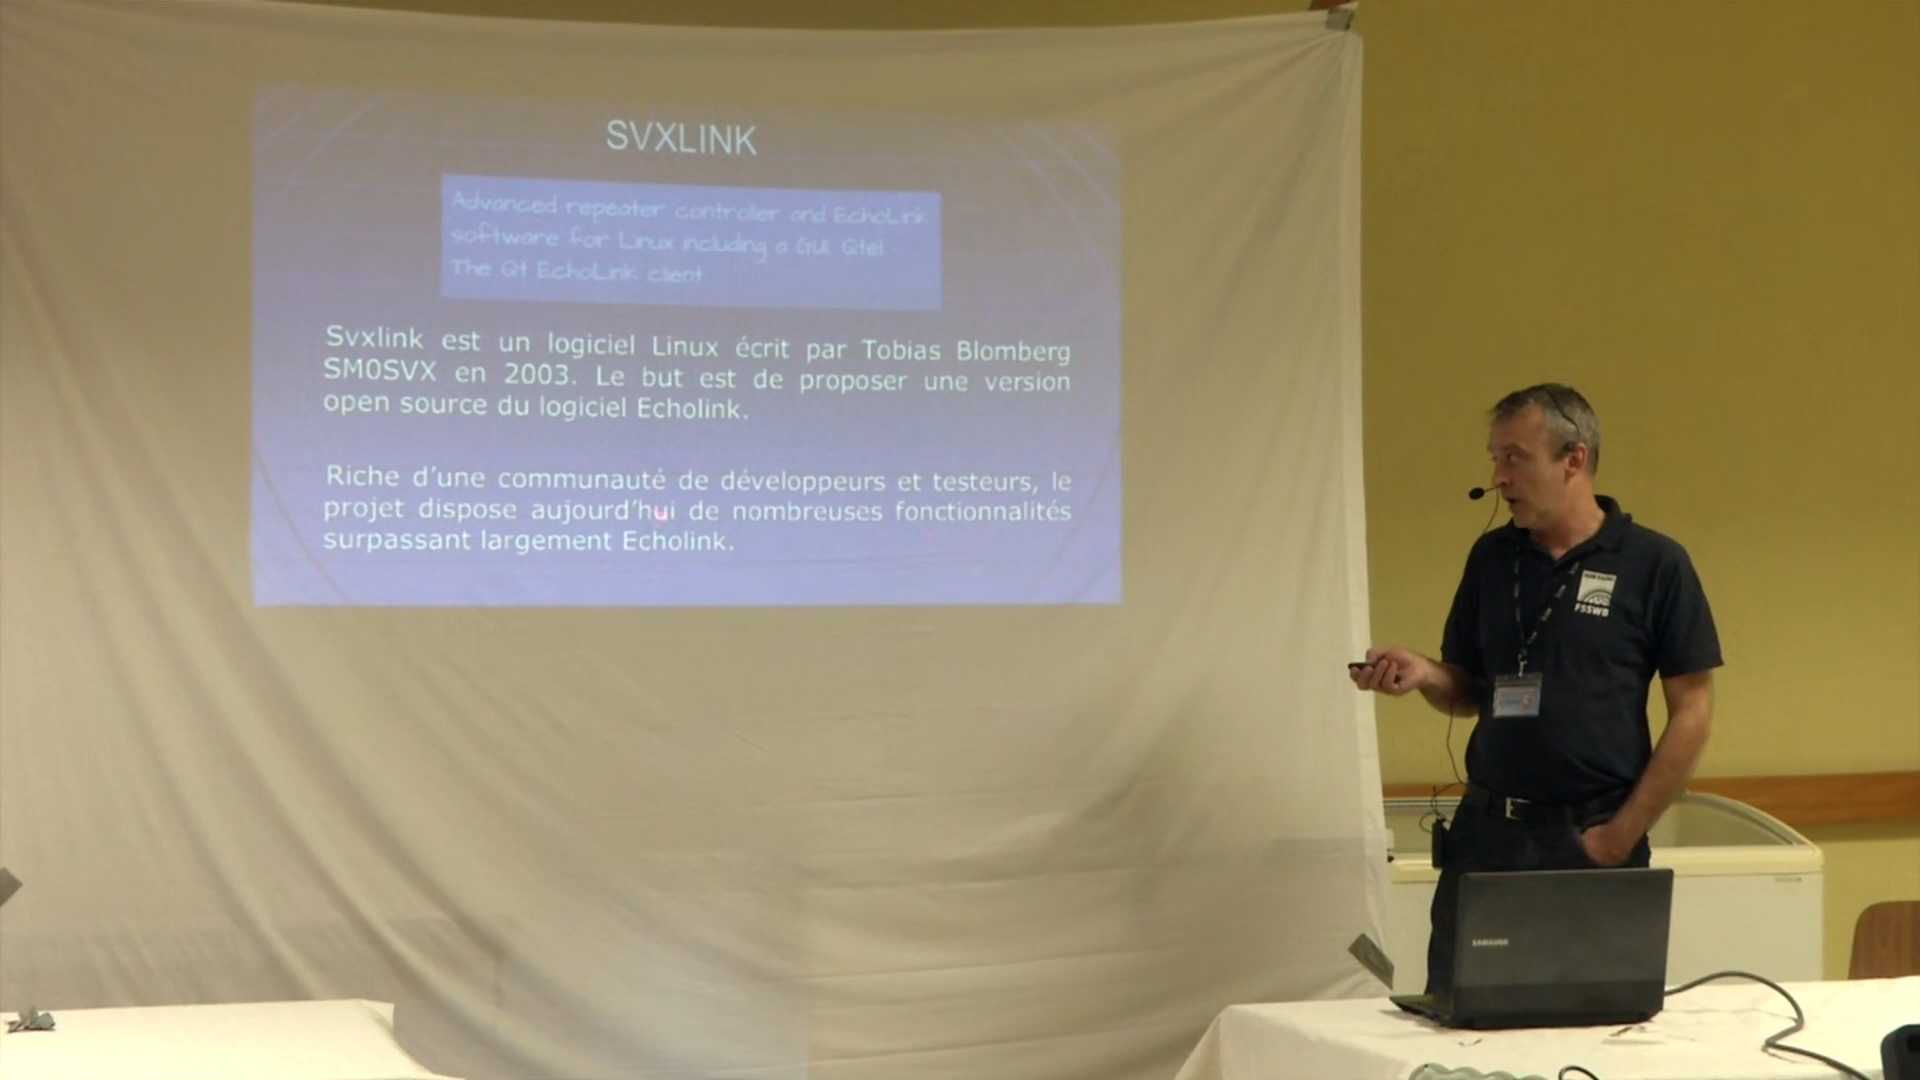 SVXLINK
Advanced repeater controller and EchoLink
software for Linux including a GUI, Qtel
The Qt EchoLink client
Svxlink est un logiciel Linux écrit par Tobias Blomberg
SM0SVX en 2003. Le but est de proposer une version
open source du logiciel Echolink.
Riche d'une communauté de développeurs et testeurs, le
projet dispose aujourd'hui de nombreuses fonctionnalités
surpassant largement Echolink.
HAM RADIO
F5SWB
SAMSUNG